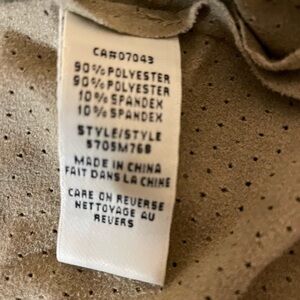 CA#07043
90% POLYESTER
90% POLYESTER
10% SPANDEX
10% SPANDEX
STYLE/STYLE
5705M76B
MADE IN CHINA
FAIT DANS LA CHINE
CARE ON REVERSE
NETTOYAGE AU
REVERS